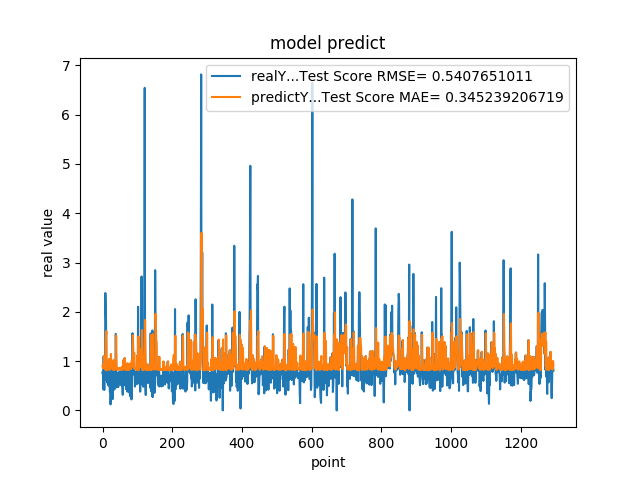 model predict
realY...Test Score RMSE= 0.5407651011
predictY...Test Score MAE= 0.345239206719
real value
7
6
5
4
3
2
1
0
0 200 400 600 800 1000 1200
point